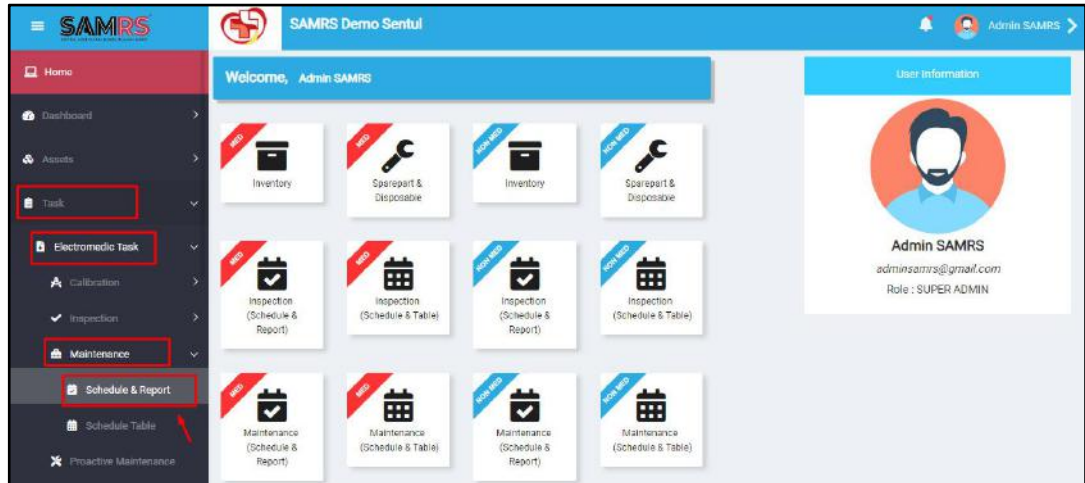 SAMRS
SAMRS Demo Sentul
Admin SAMRS
Home
Dashboard
Assets
Task
Electromedic Task
Calibration
Inspection
Maintenance
Schedule & Report
Schedule Table
Proactive Maintenance
Welcome, Admin SAMRS
MED
Inventory
MED
Sparepart &
Disposable
NON MED
Inventory
NON MED
Sparepart &
Disposable
MED
Inspection
(Schedule &
Report)
MED
Inspection
(Schedule & Table)
NON MED
Inspection
(Schedule &
Report)
NON MED
Inspection
(Schedule & Table)
MED
Maintenance
(Schedule &
Report)
MED
Maintenance
(Schedule & Table)
NON MED
Maintenance
(Schedule &
Report)
NON MED
Maintenance
(Schedule & Table)
User Information
Admin SAMRS
adminsamrs@gmail.com
Role : SUPER ADMIN